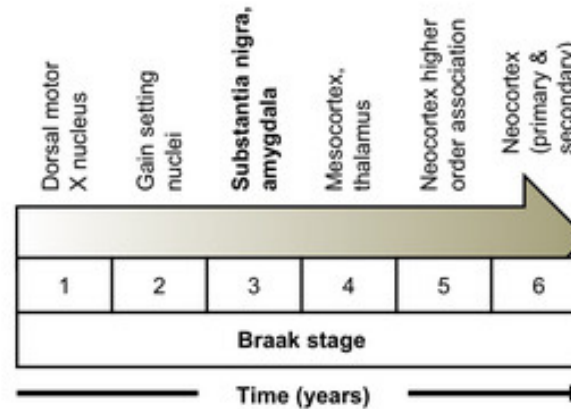 Dorsal motor
X nucleus
Gain setting
nuclei
Substantia nigra,
amygdala
Mesocortex,
thalamus
Neocortex higher
order association
Neocortex
(primary &
secondary)
1 2 3 4 5 6
Braak stage
Time (years)